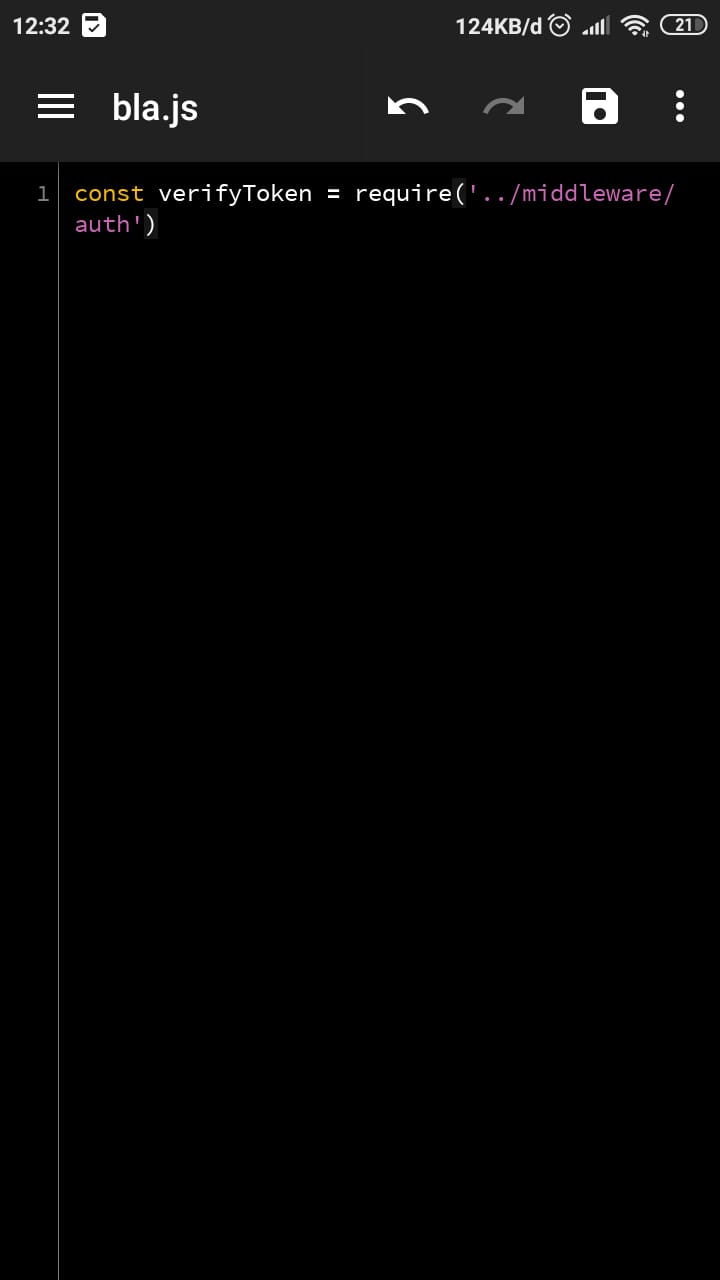 12:32 124KB/d 21
bla.js
1 const verifyToken = require('../middleware/
auth')